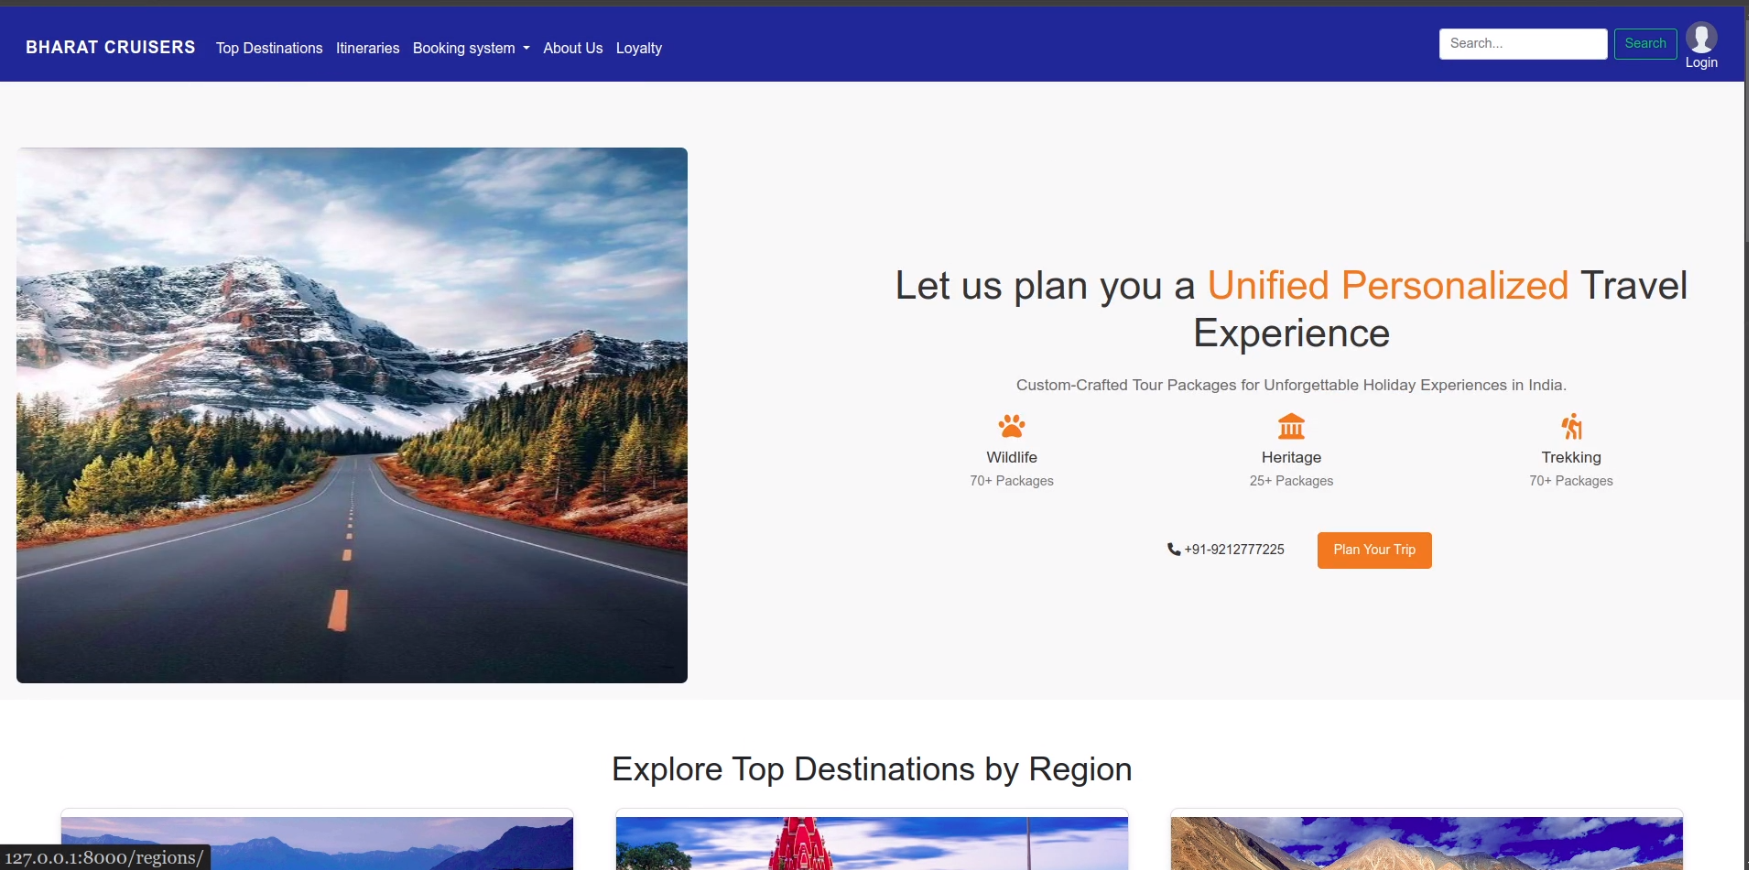 BHARAT CRUISERS Top Destinations Itineraries Booking system About Us Loyalty Search... Search
Login
Let us plan you a Unified Personalized Travel
Experience
Custom-Crafted Tour Packages for Unforgettable Holiday Experiences in India.
Wildlife Heritage Trekking
70+ Packages 25+ Packages 70+ Packages
+91-9212777225 Plan Your Trip
Explore Top Destinations by Region
127.0.0.1:8000/regions/